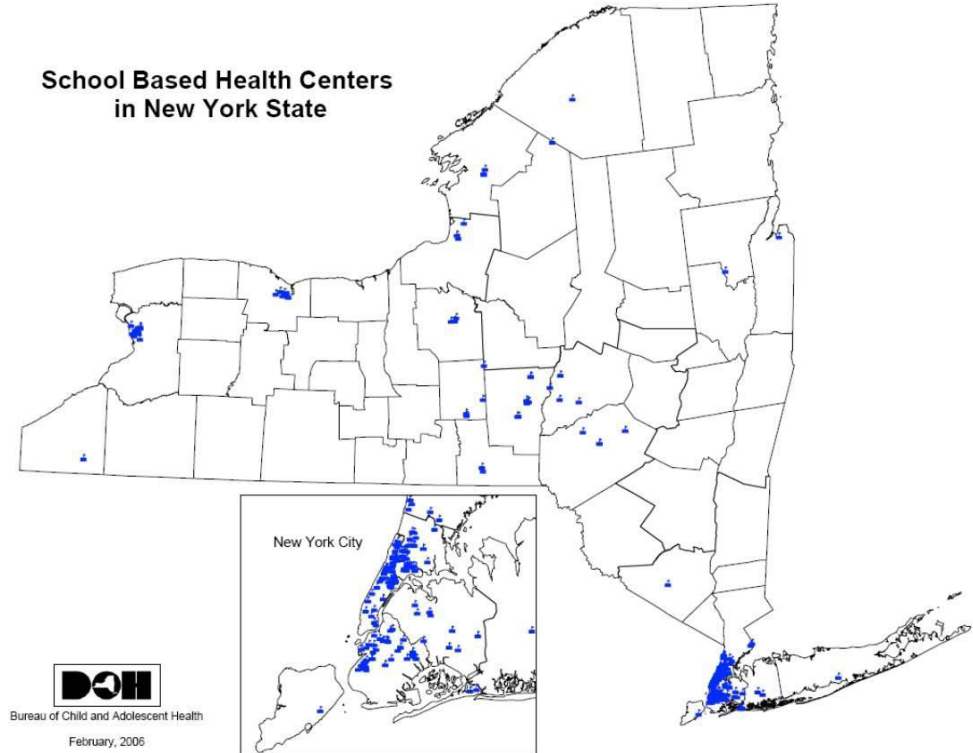 School Based Health Centers
in New York State
New York City
DOH
Bureau of Child and Adolescent Health
February, 2006